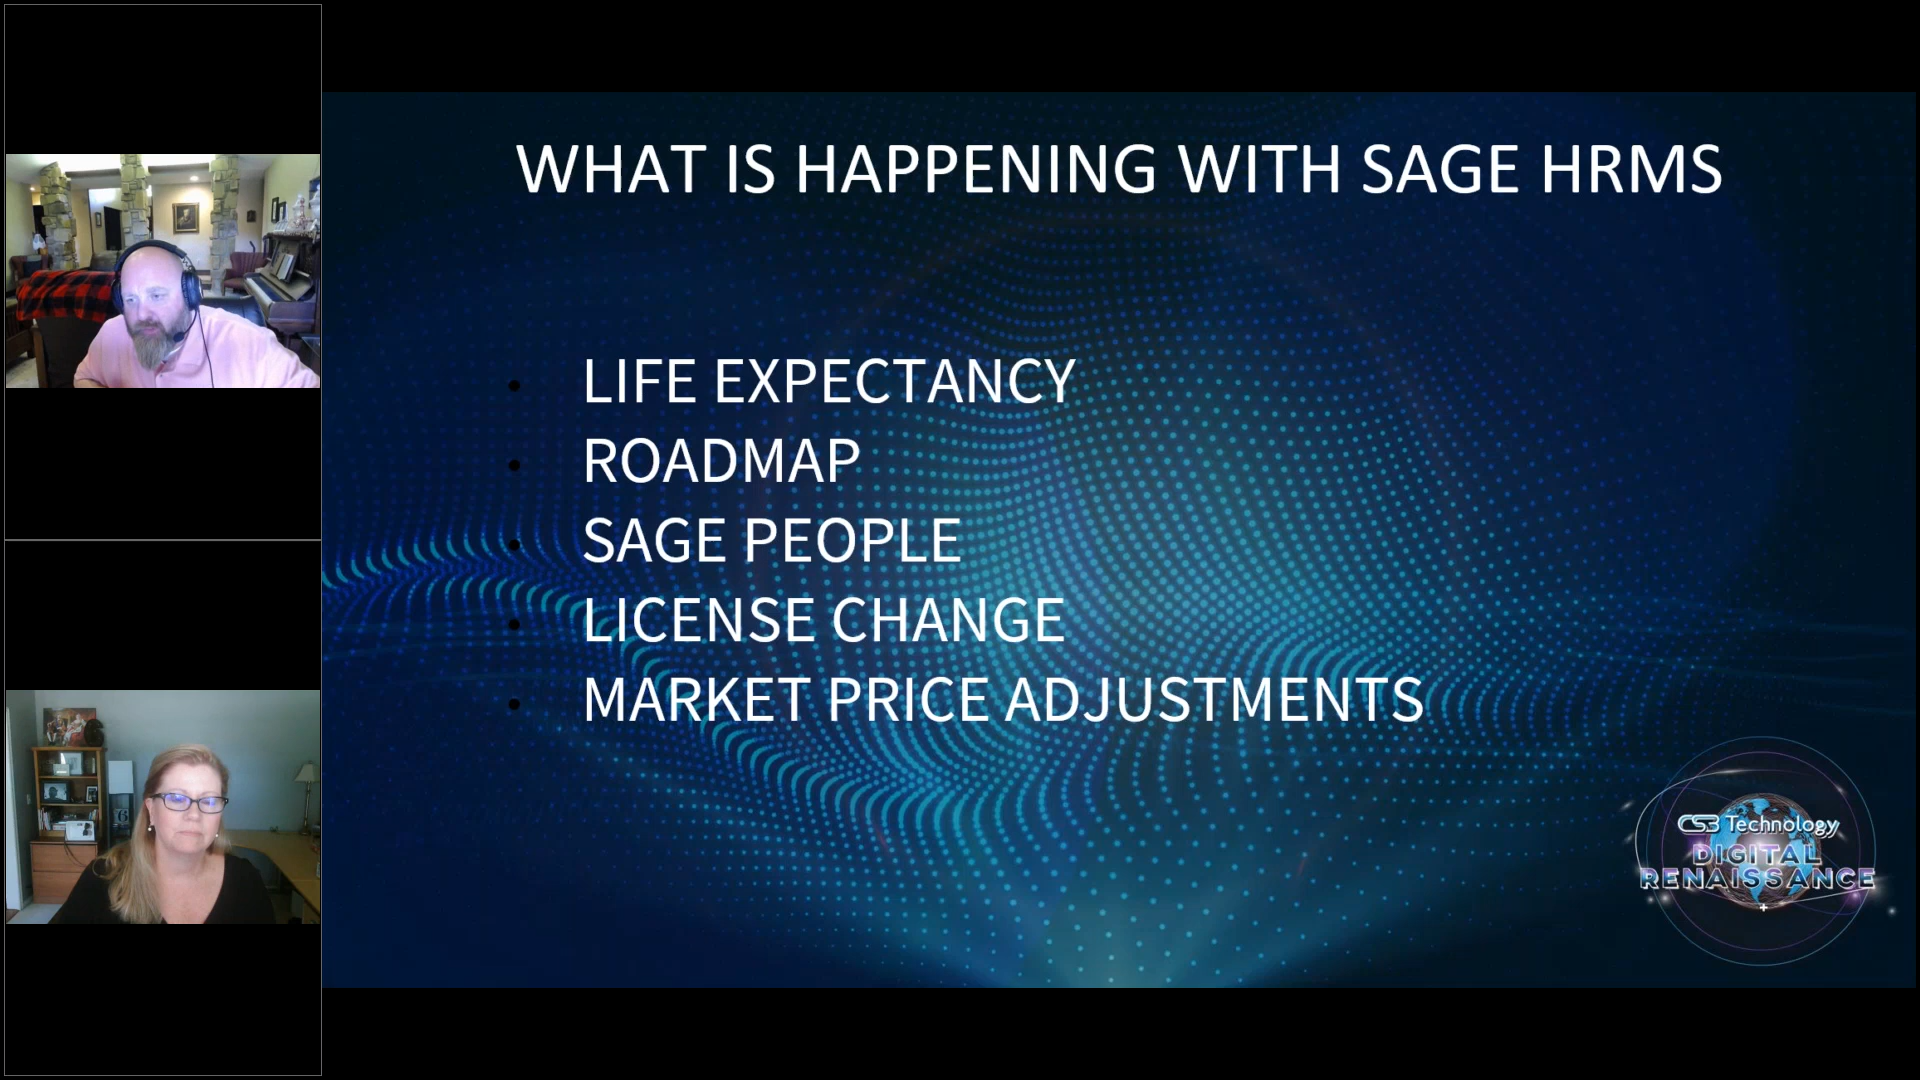 WHAT IS HAPPENING WITH SAGE HRMS
LIFE EXPECTANCY
ROADMAP
SAGE PEOPLE
LICENSE CHANGE
MARKET PRICE ADJUSTMENTS
CSB Technology
DIGITAL
RENAISSANCE